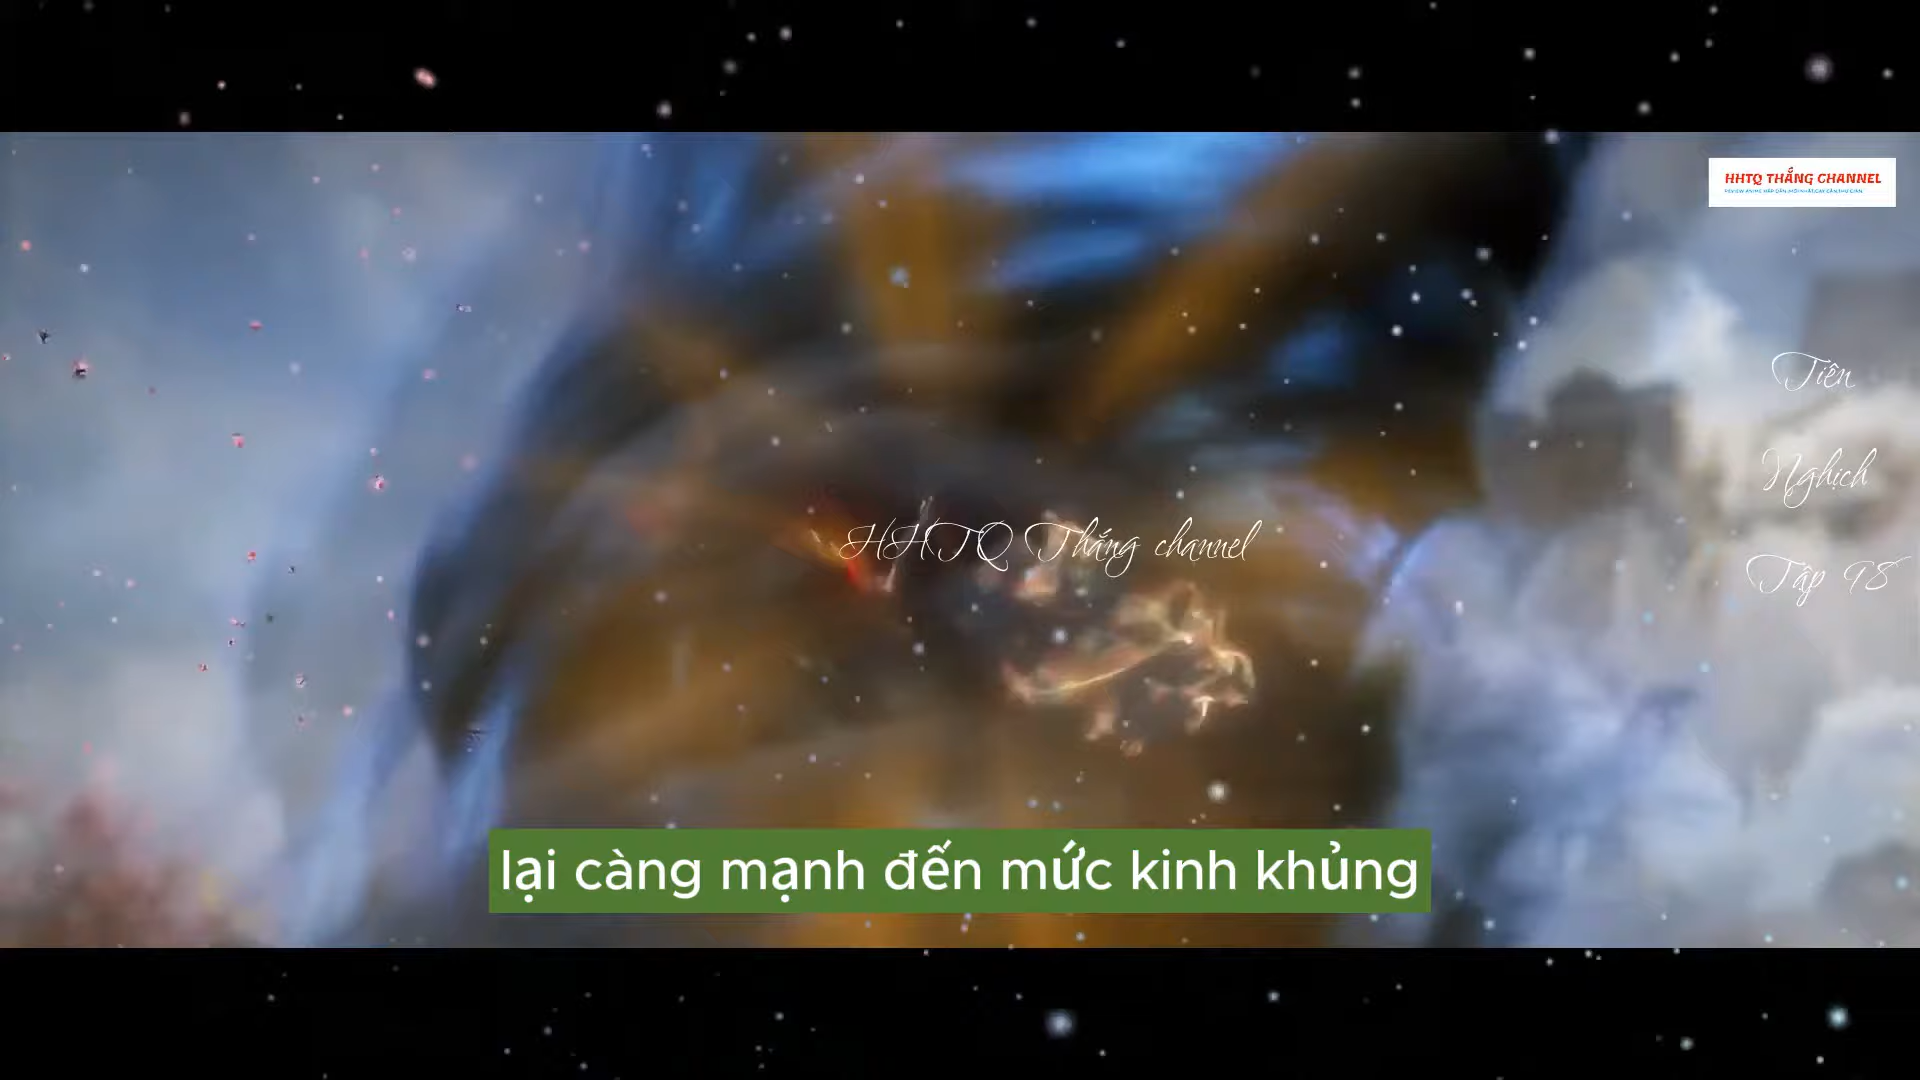 HHTQ THẮNG CHANNEL
Tiên
Nghịch
HHTQ Thắng channel
Tập 98
lại càng mạnh đến mức kinh khủng